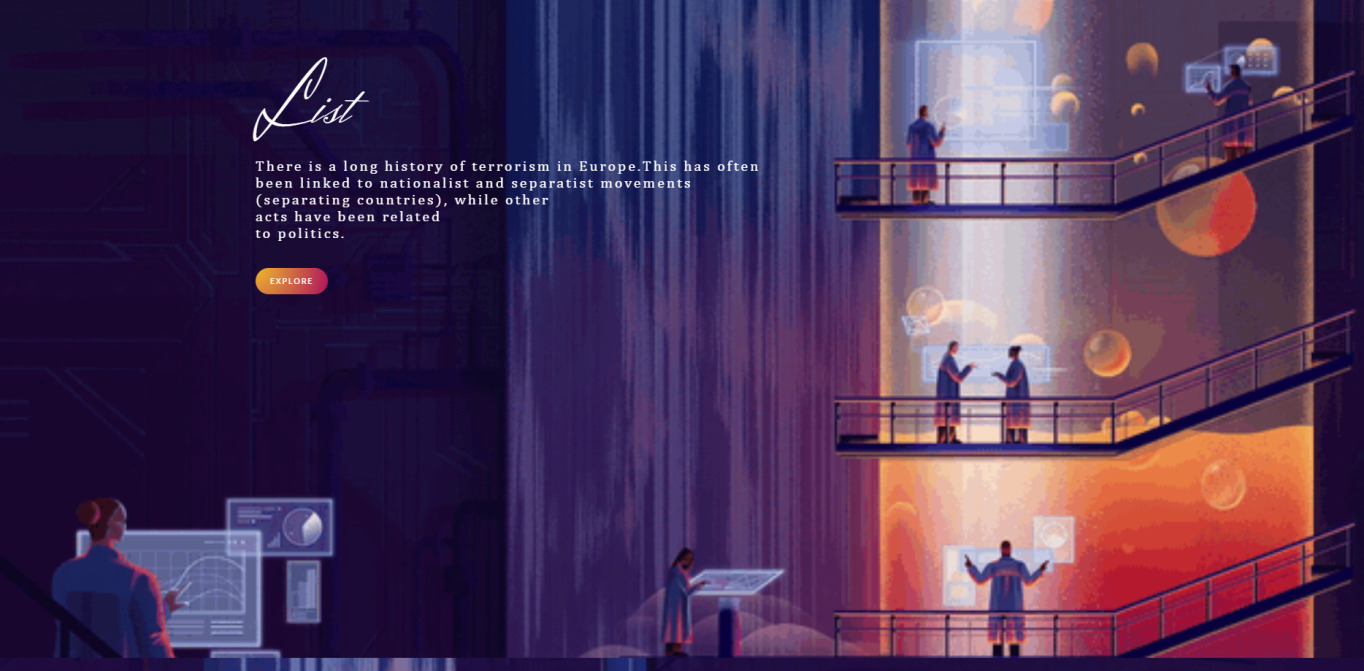 List
There is a long history of terrorism in Europe.This has often
been linked to nationalist and separatist movements
(separating countries), while other
acts have been related
to politics.
EXPLORE